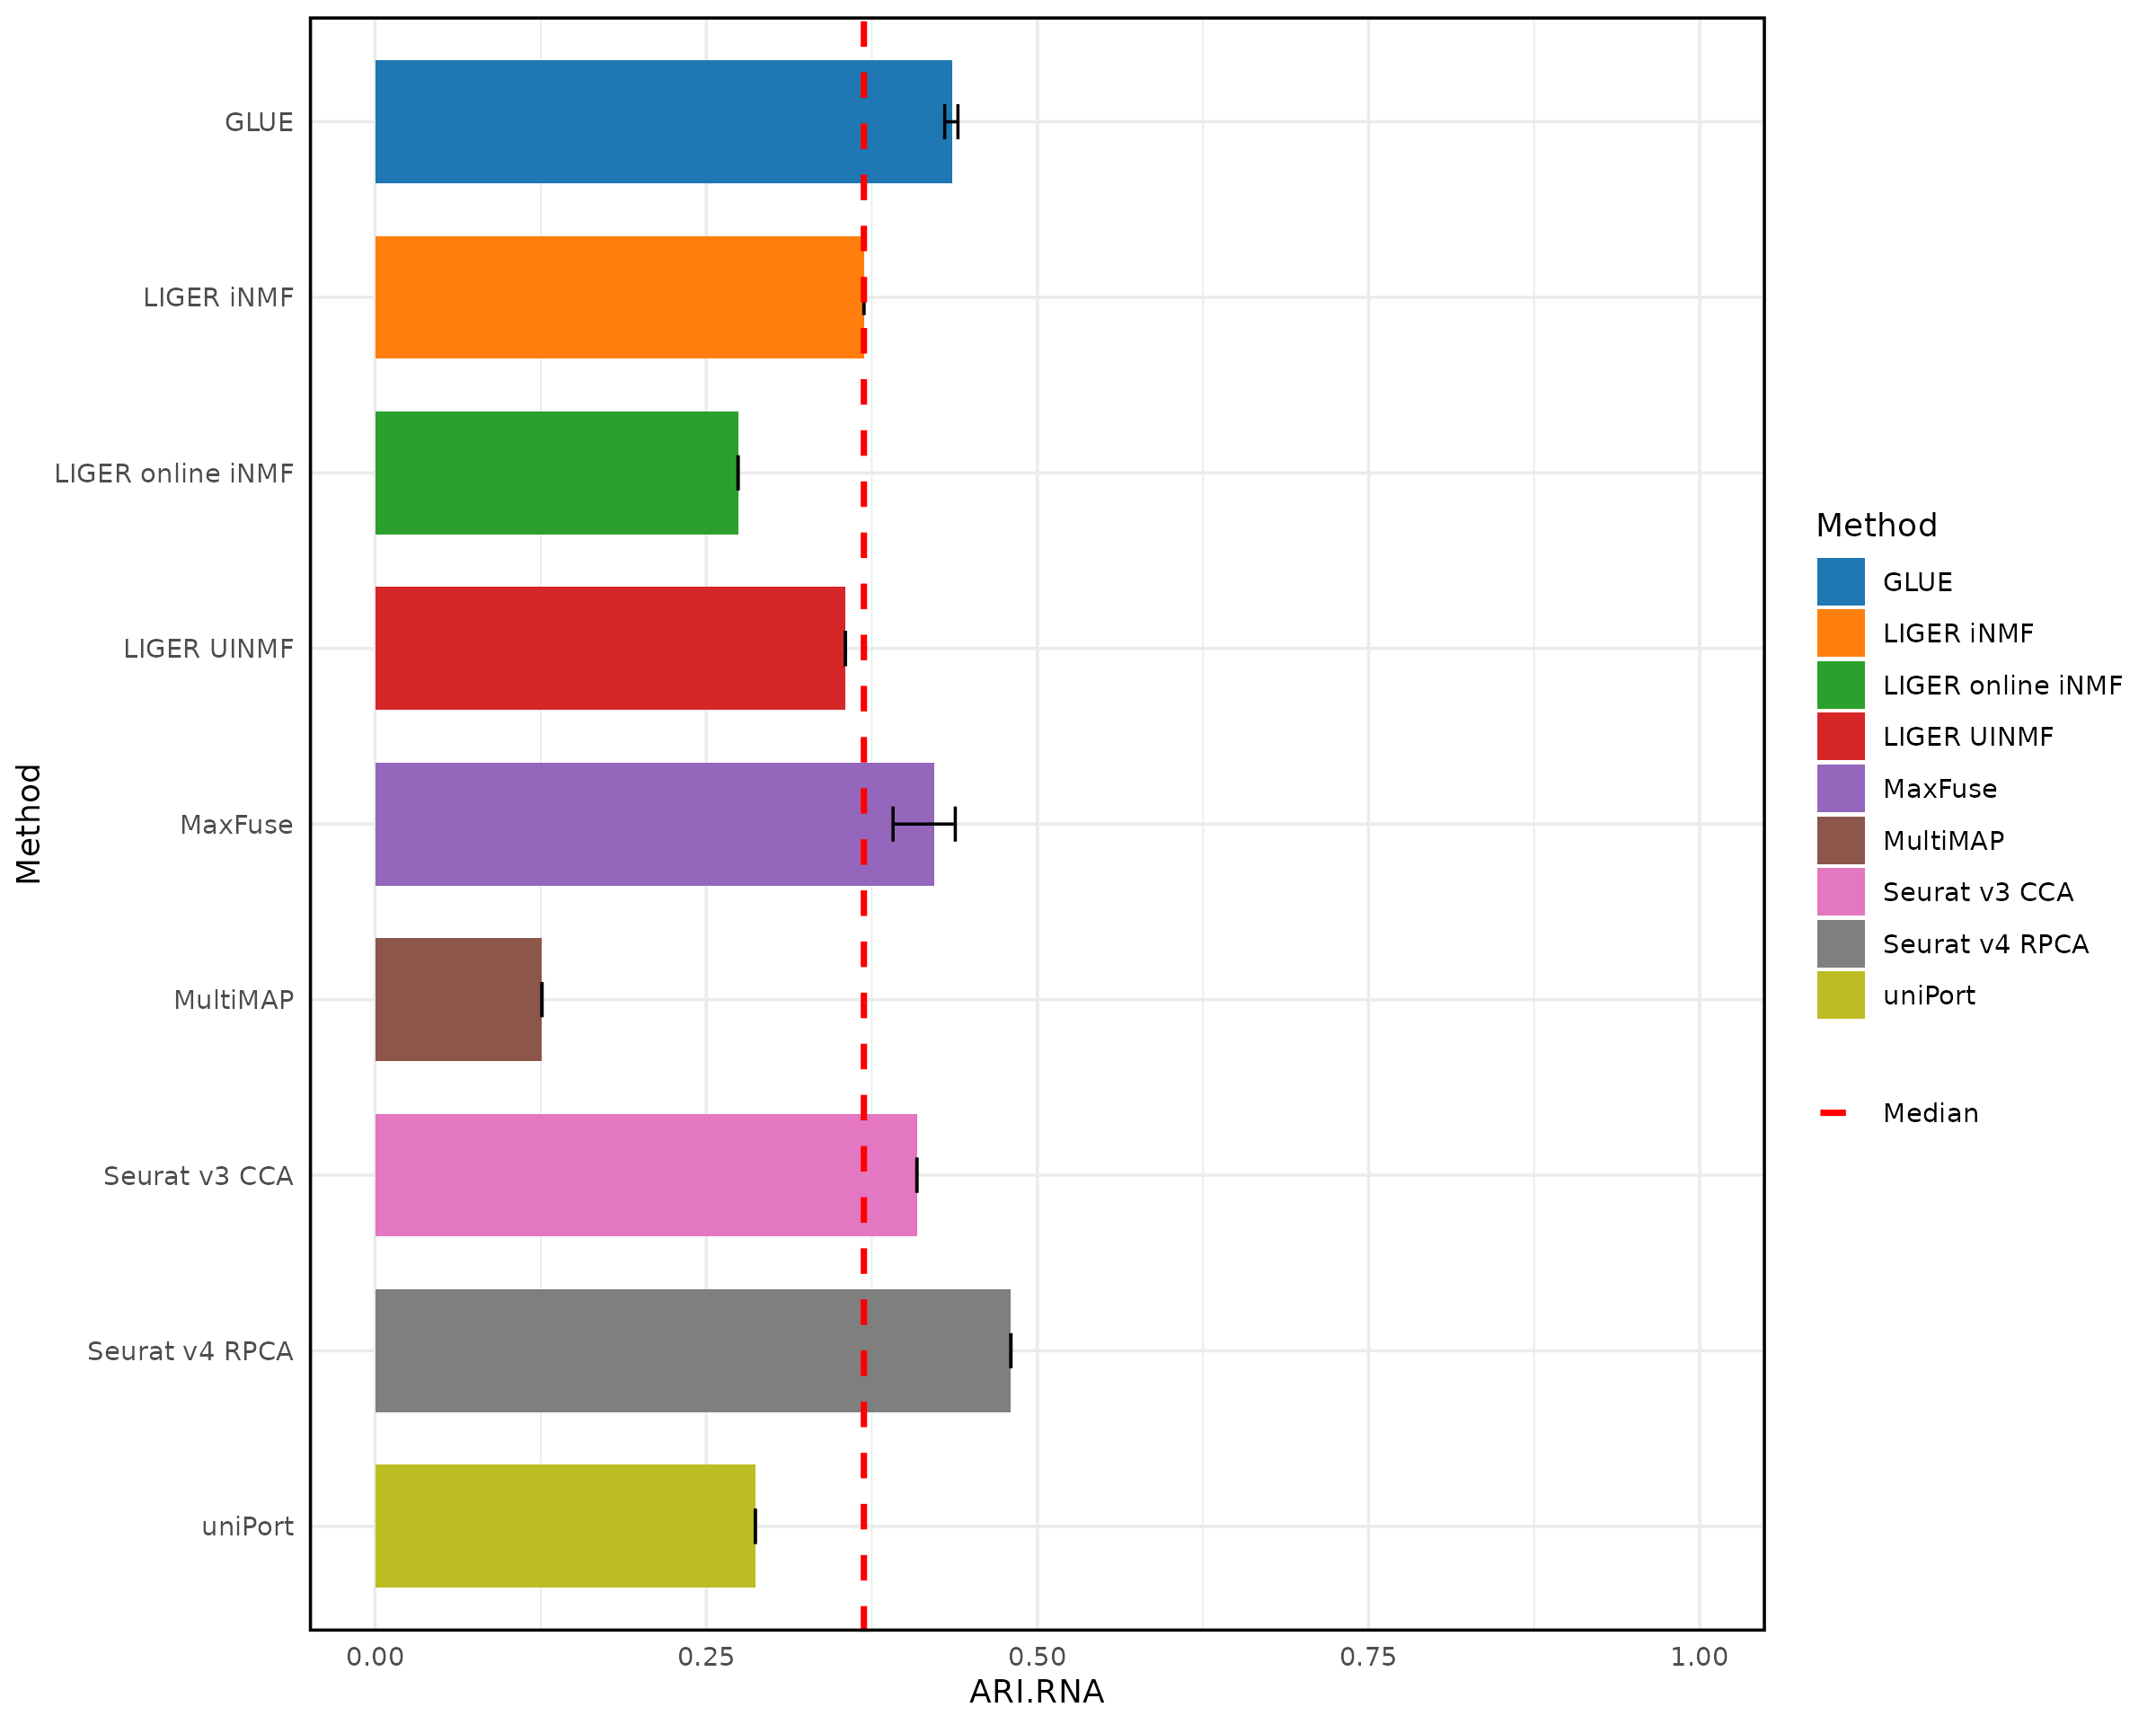 GLUE
LIGER iNMF
LIGER online iNMF
LIGER UINMF
MaxFuse
MultiMAP
Seurat v3 CCA
Seurat v4 RPCA
uniPort
Method
0.00 0.25 0.50 0.75 1.00
ARI.RNA
Method
GLUE
LIGER iNMF
LIGER online iNMF
LIGER UINMF
MaxFuse
MultiMAP
Seurat v3 CCA
Seurat v4 RPCA
uniPort
Median